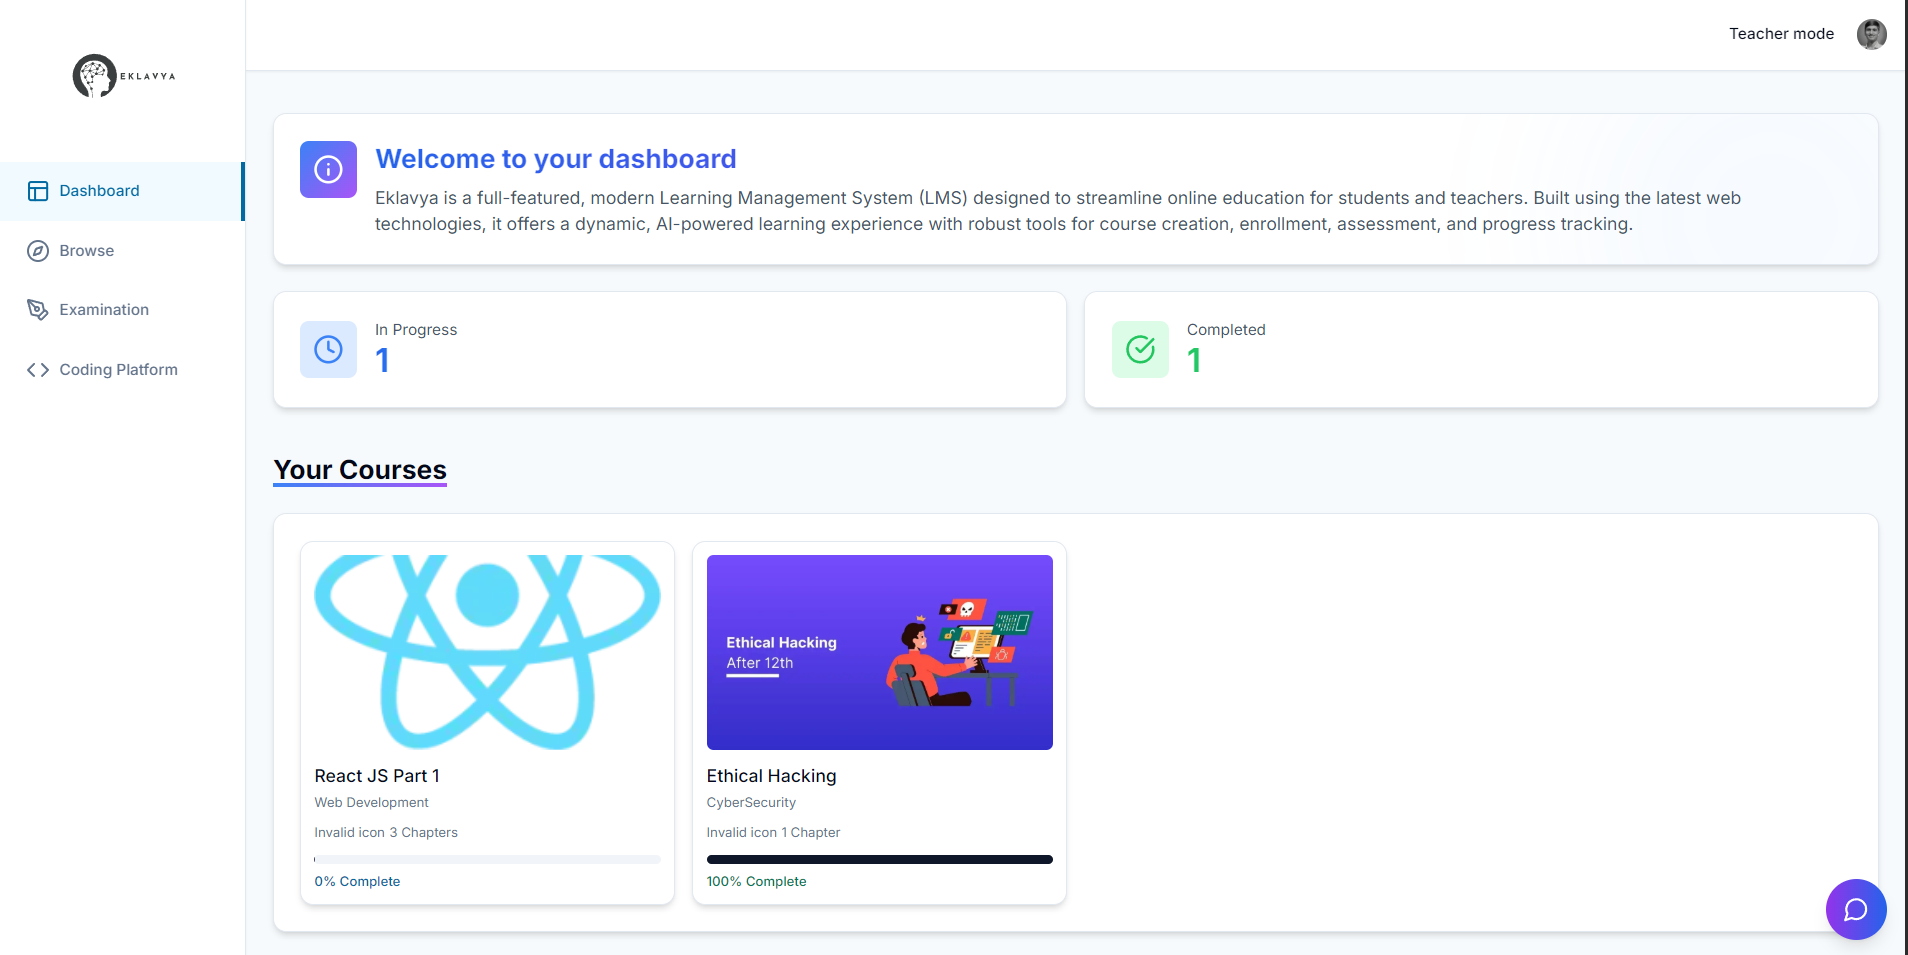 EKLAVYA
Teacher mode
Dashboard
Browse
Examination
Coding Platform
Welcome to your dashboard
Eklavya is a full-featured, modern Learning Management System (LMS) designed to streamline online education for students and teachers. Built using the latest web
technologies, it offers a dynamic, AI-powered learning experience with robust tools for course creation, enrollment, assessment, and progress tracking.
In Progress
1
Completed
1
Your Courses
React JS Part 1
Web Development
Invalid icon 3 Chapters
0% Complete
Ethical Hacking
After 12th
Ethical Hacking
CyberSecurity
Invalid icon 1 Chapter
100% Complete